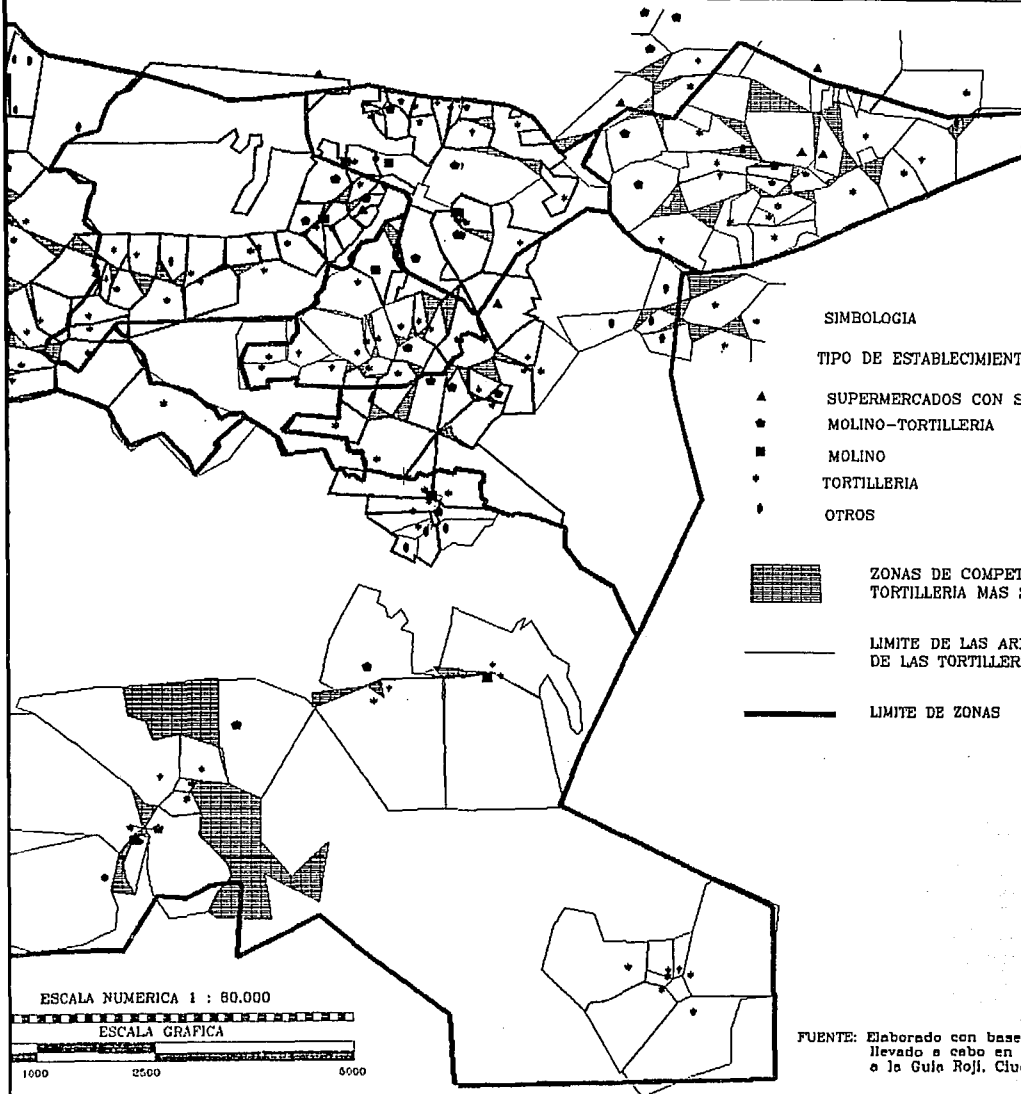 SIMBOLOGIA
TIPO DE ESTABLECIMIENT
SUPERMERCADOS CON S
MOLINO-TORTILLERIA
MOLINO
TORTILLERIA
OTROS
ZONAS DE COMPET
TORTILLERIA MAS
LIMITE DE LAS ARE
DE LAS TORTILLER
LIMITE DE ZONAS
ESCALA NUMERICA 1 : 80.000
ESCALA GRAFICA
1000 2500 5000
FUENTE: Elaborado con base
llevado a cabo en
a la Guía Roji. Ciu